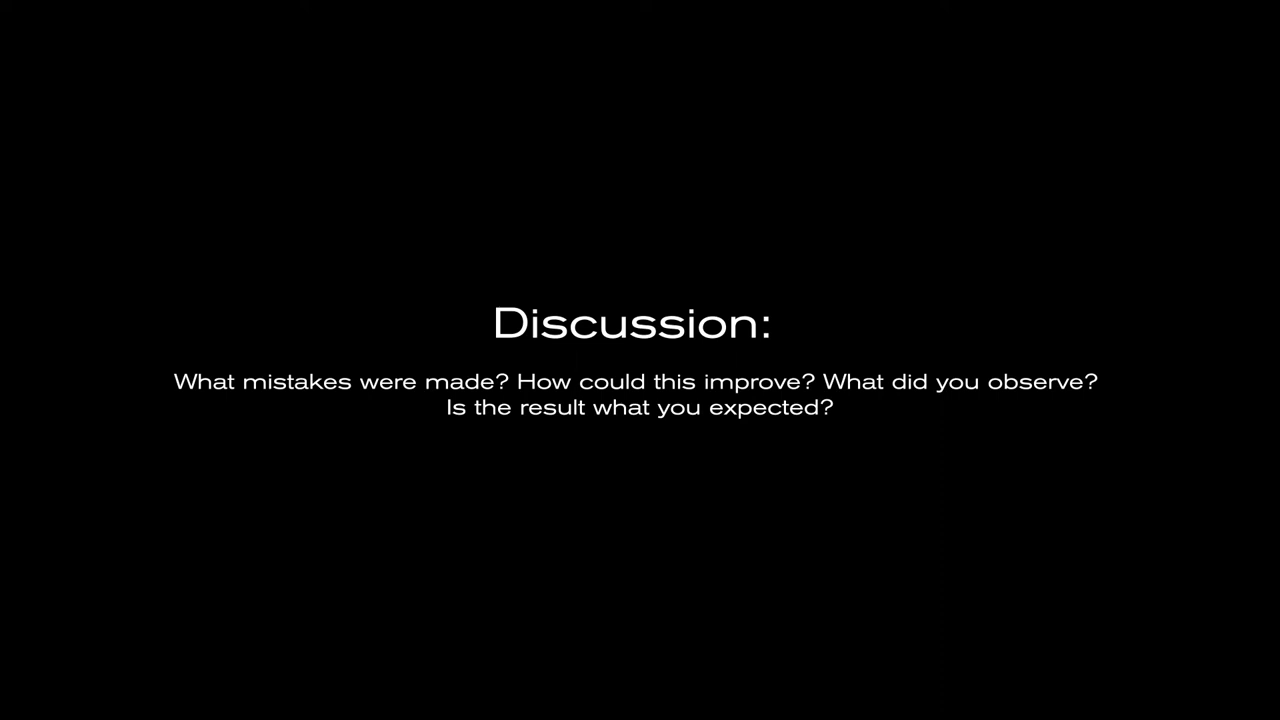 Discussion:
What mistakes were made? How could this improve? What did you observe?
Is the result what you expected?